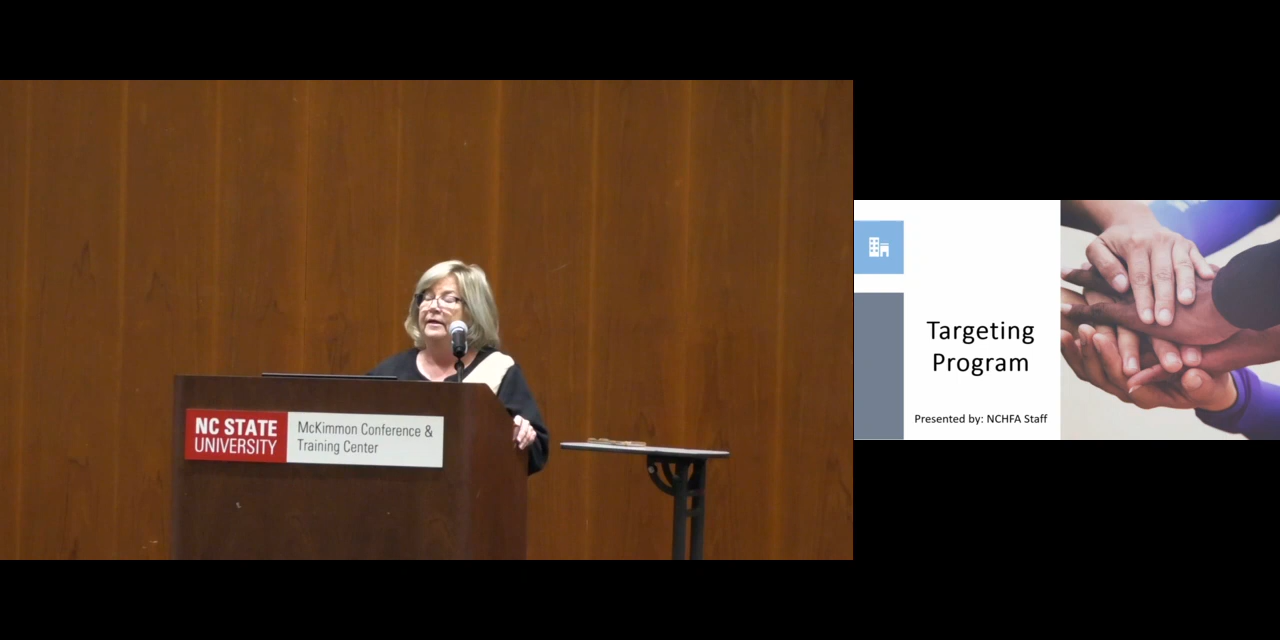 NC STATE
UNIVERSITY
McKimmon Conference &
Training Center
Targeting
Program
Presented by: NCHFA Staff